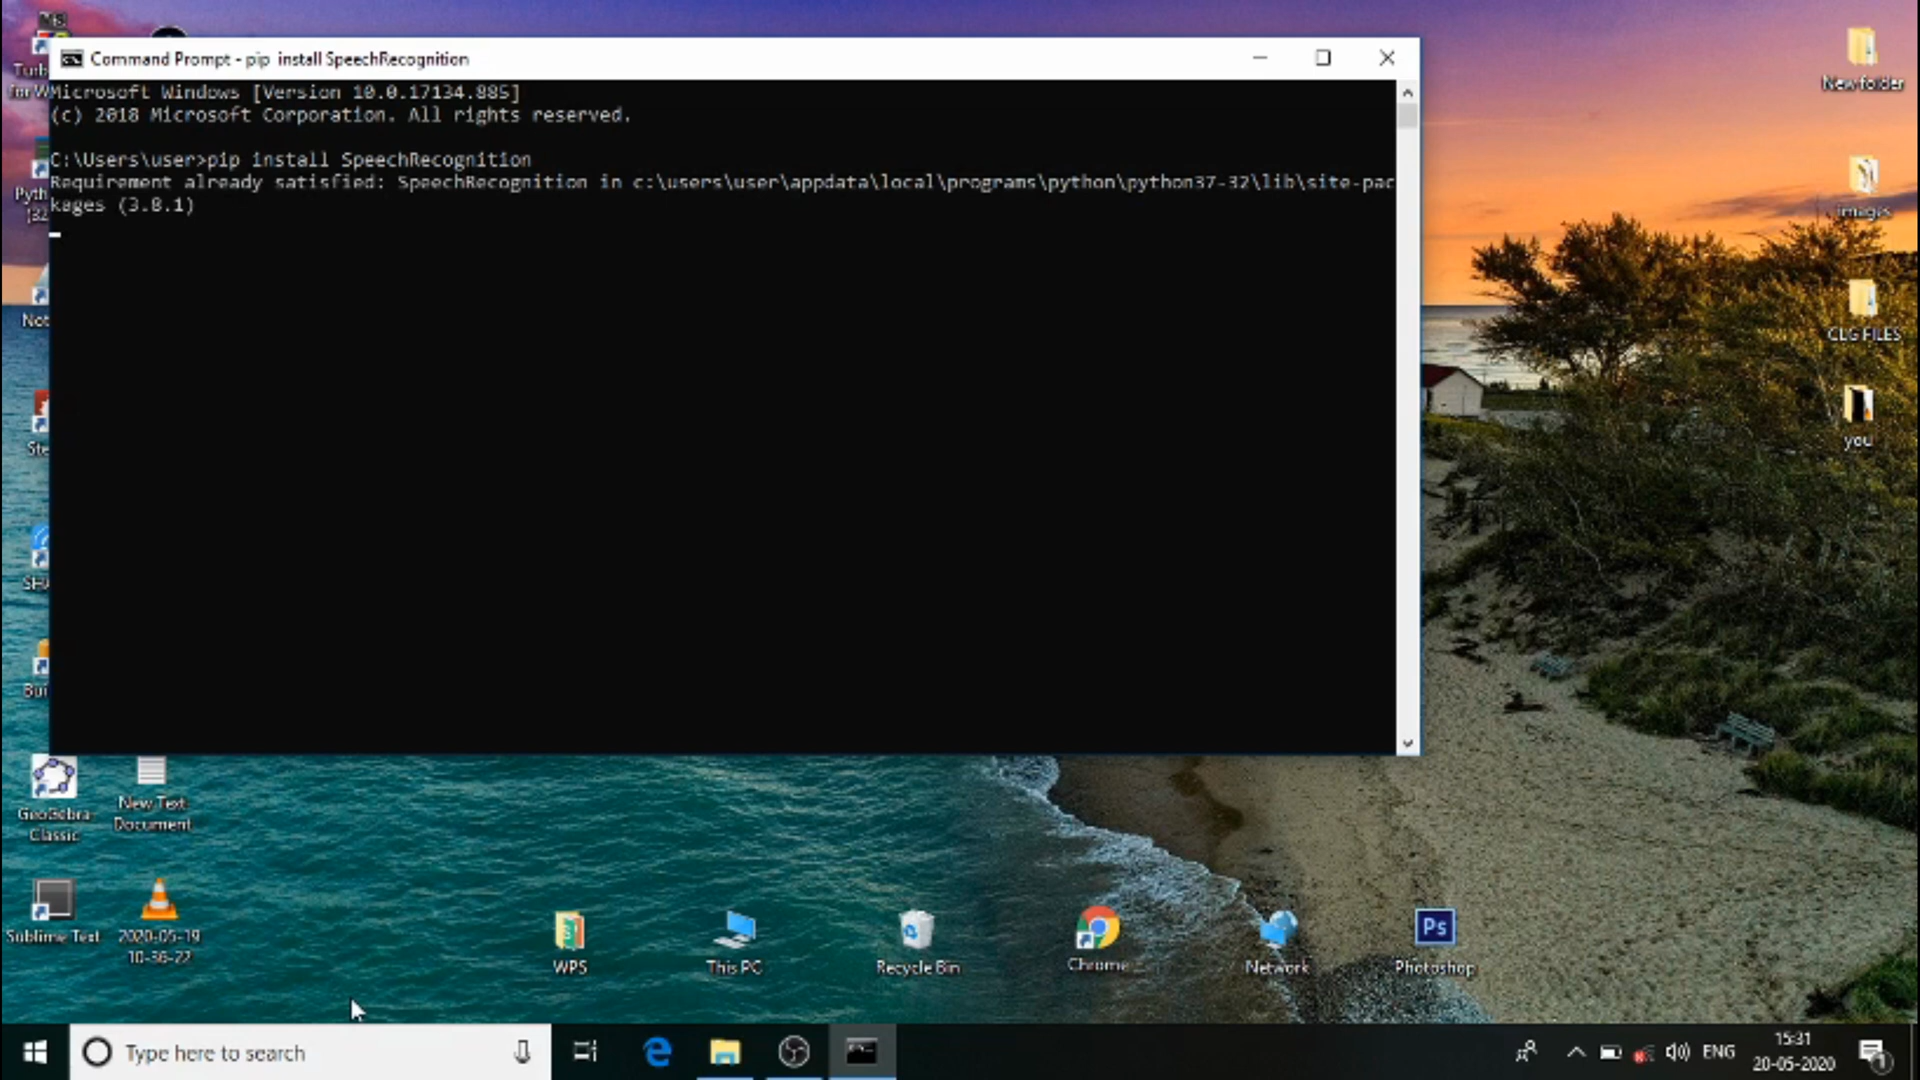 Command Prompt - pip install SpeechRecognition
Microsoft Windows [Version 10.0.17134.885]
(c) 2018 Microsoft Corporation. All rights reserved.
C:\Users\user>pip install SpeechRecognition
Requirement already satisfied: SpeechRecognition in c:\users\user\appdata\local\programs\python\python37-32\lib\site-pac
kages (3.8.1)
New folder
images
CLG FILES
you
GeoGebra
Classic
New Text
Document
Sublime Text
2020-05-19
10-36-22
WPS
This PC
Recycle Bin
Chrome
Network
Ps
Photoshop
Type here to search
ENG
15:31
20-05-2020
1